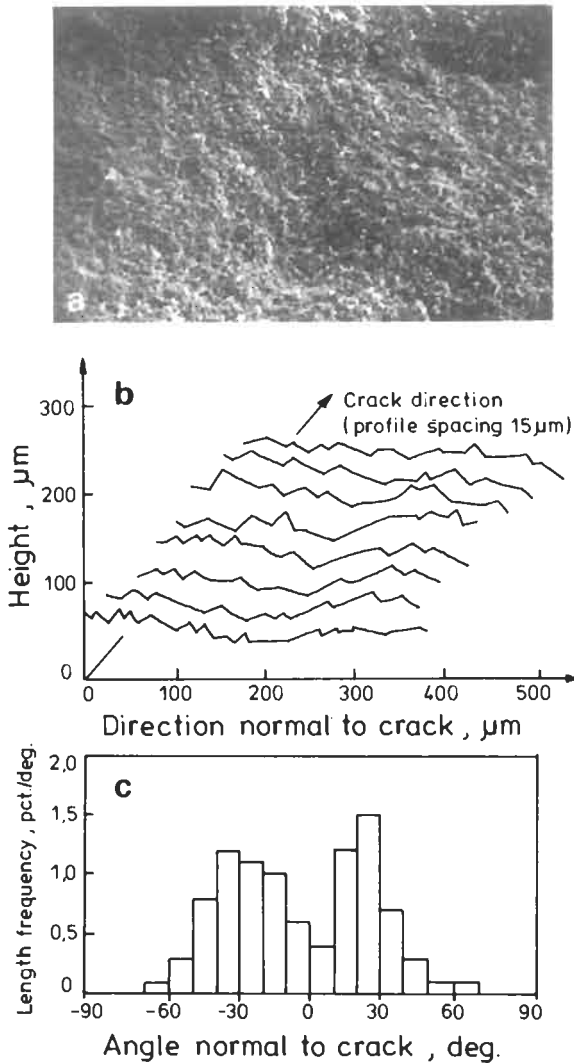 a
b
Crack direction
(profile spacing 15µm)
Height , µm
300
200
100
0
0 100 200 300 400 500
Direction normal to crack , µm
c
Length frequency , pct./deg.
2,0
1,5
1,0
0,5
0
-90 -60 -30 0 30 60 90
Angle normal to crack , deg.